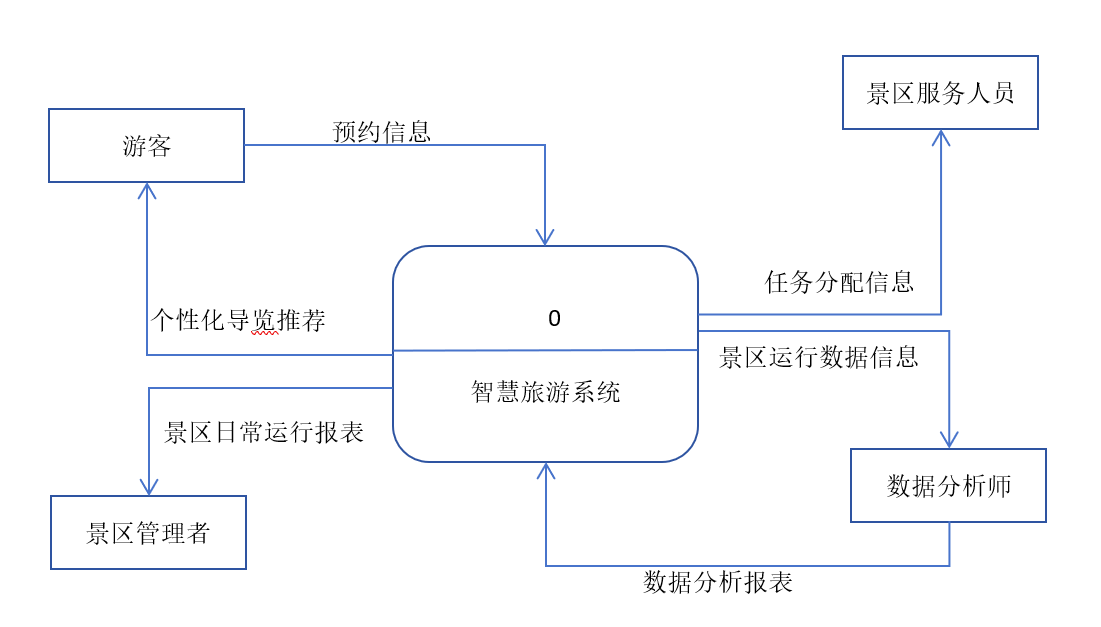 景区服务人员
预约信息
游客
任务分配信息
个性化导览推荐
0
景区运行数据信息
智慧旅游系统
景区日常运行报表
数据分析师
景区管理者
数据分析报表